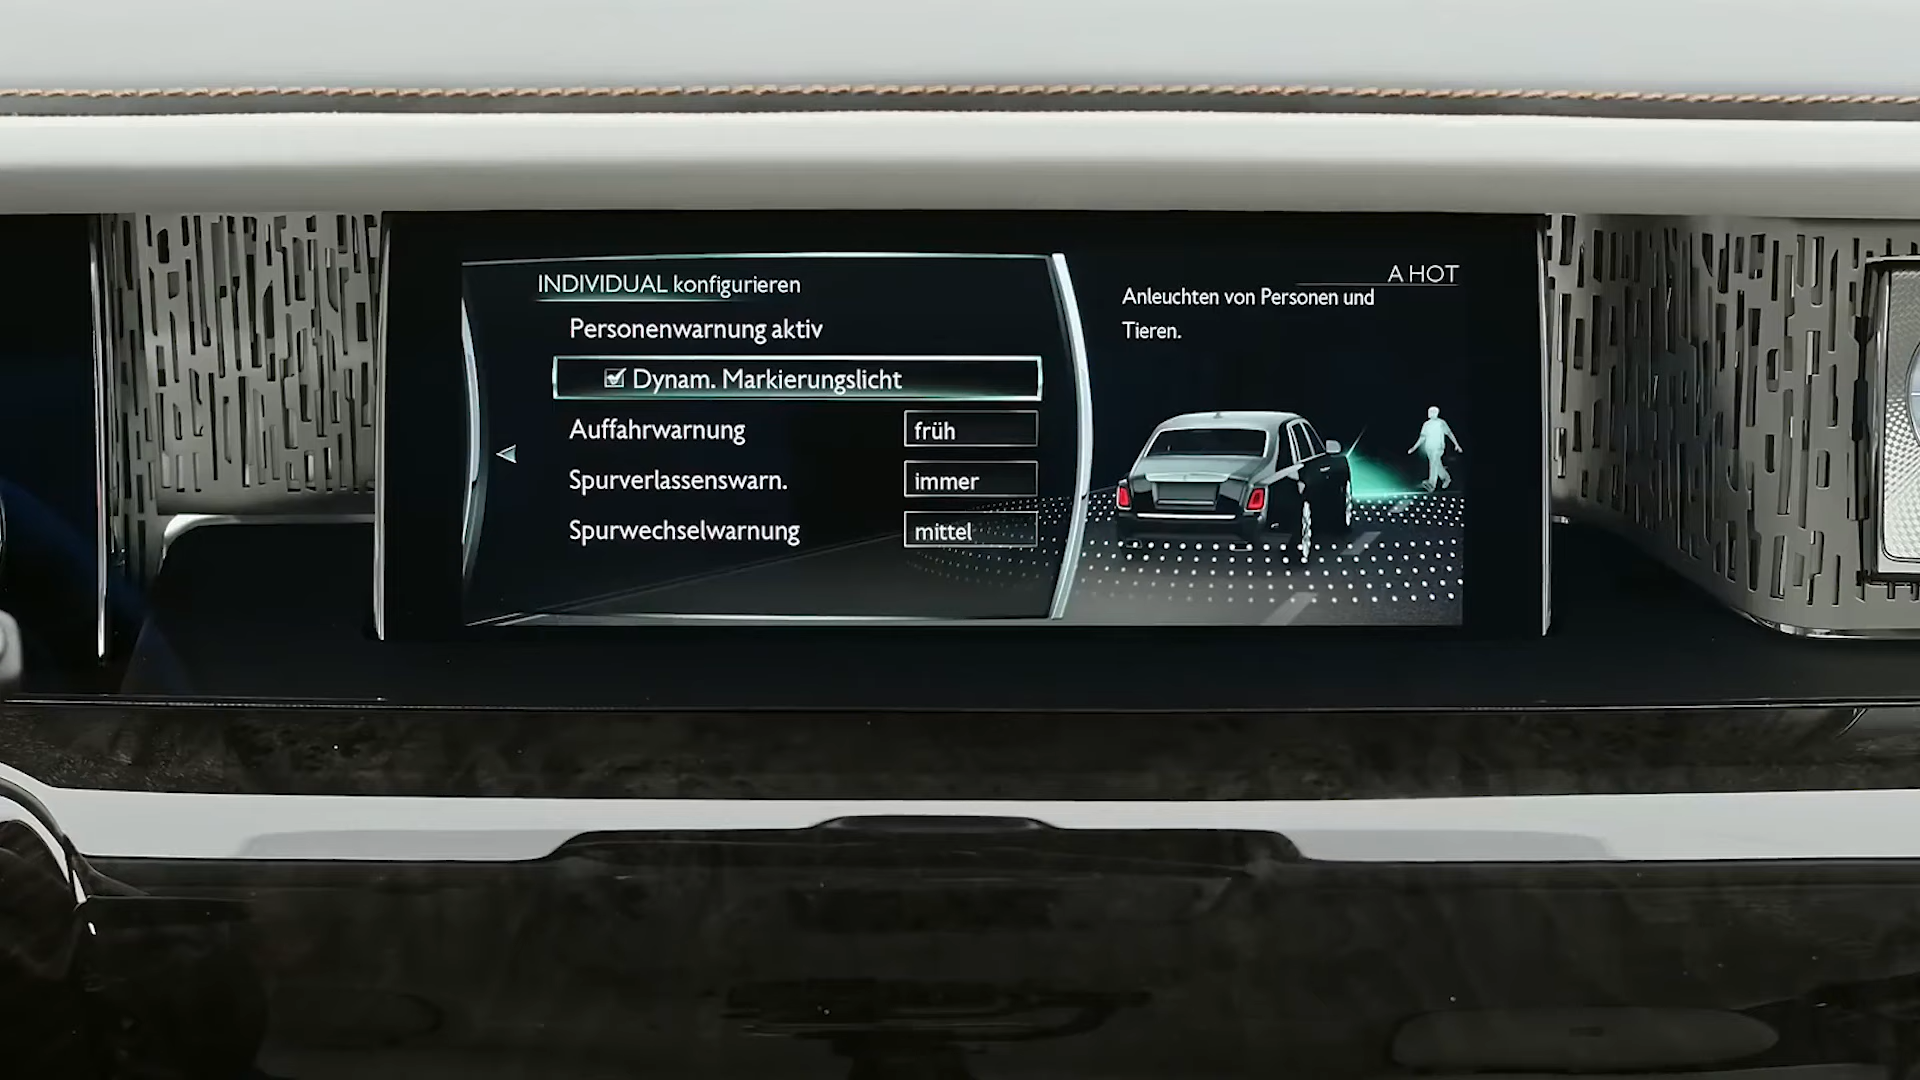 INDIVIDUAL konfigurieren
Personenwarnung aktiv
Dynam. Markierungslicht
Auffahrwarnung früh
Spurverlassenswarn. immer
Spurwechselwarnung mittel
A HOT
Anleuchten von Personen und
Tieren.